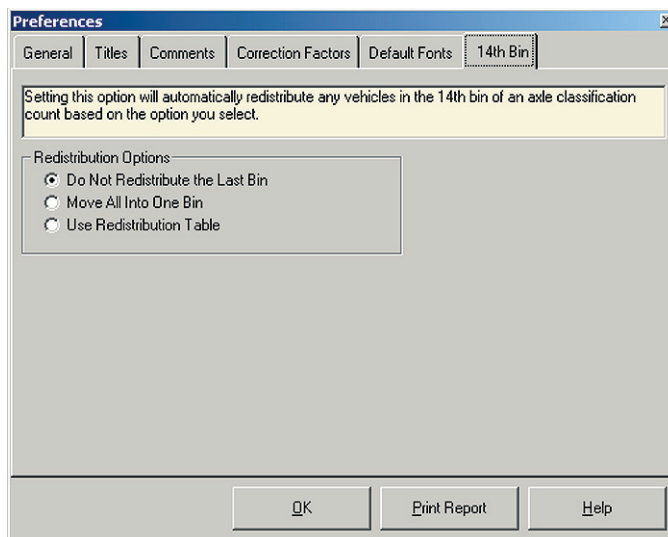 Preferences
General Titles Comments Correction Factors Default Fonts 14th Bin
Setting this option will automatically redistribute any vehicles in the 14th bin of an axle classification
count based on the option you select.
Redistribution Options
Do Not Redistribute the Last Bin
Move All Into One Bin
Use Redistribution Table
OK Print Report Help